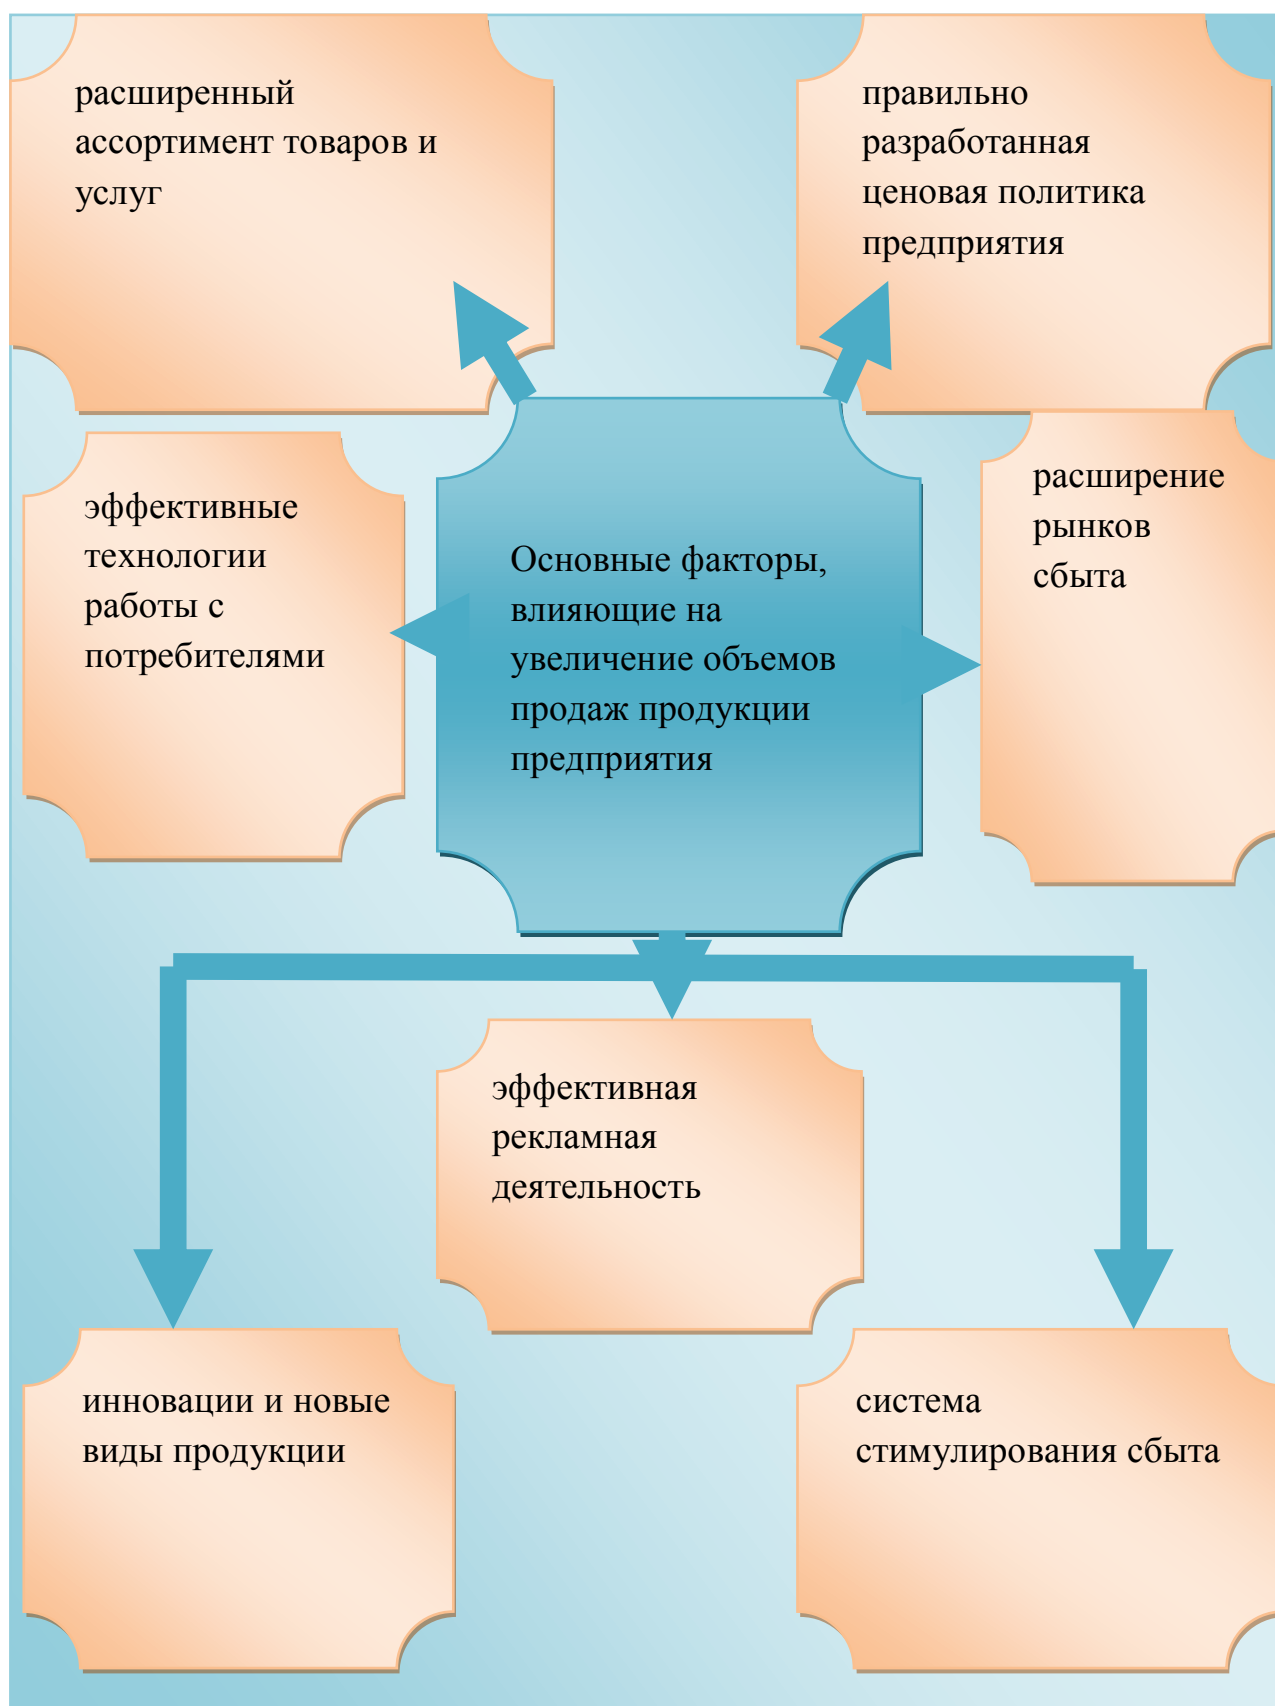 расширенный
ассортимент товаров и
услуг
правильно
разработанная
ценовая политика
предприятия
эффективные
технологии
работы с
потребителями
Основные факторы,
влияющие на
увеличение объемов
продаж продукции
предприятия
расширение
рынков
сбыта
эффективная
рекламная
деятельность
инновации и новые
виды продукции
система
стимулирования сбыта